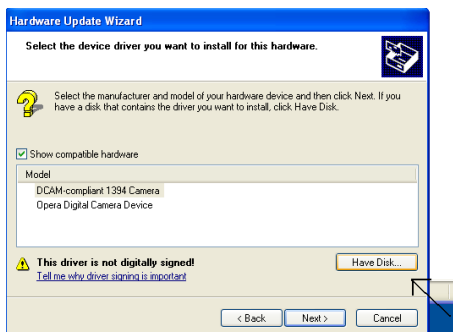 Hardware Update Wizard
Select the device driver you want to install for this hardware.
Select the manufacturer and model of your hardware device and then click Next. If you
have a disk that contains the driver you want to install, click Have Disk.
Show compatible hardware
Model
DCAM-compliant 1394 Camera
Opera Digital Camera Device
This driver is not digitally signed!
Have Disk...
Tell me why driver signing is important
< Back
Next >
Cancel